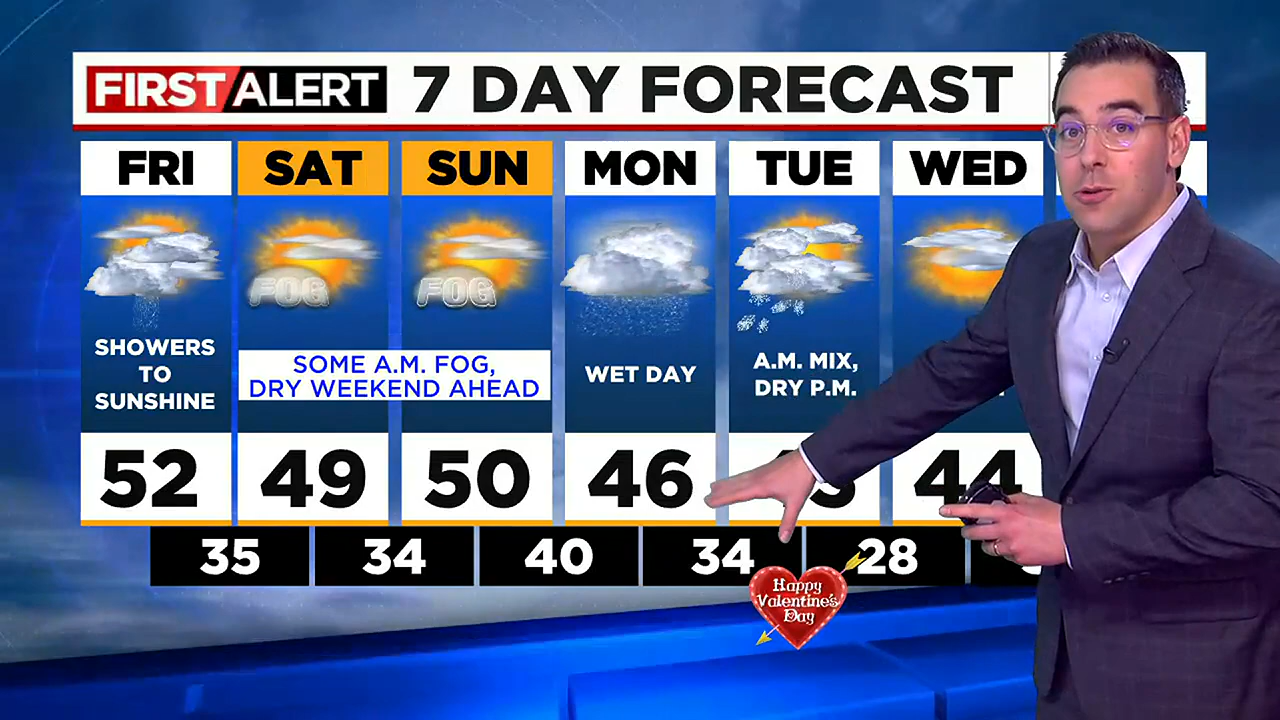 FIRST ALERT 7 DAY FORECAST
FRI SAT SUN MON TUE WED
FOG FOG
SHOWERS
TO
SUNSHINE
SOME A.M. FOG,
DRY WEEKEND AHEAD
WET DAY
A.M. MIX,
DRY P.M.
52 49 50 46 44
35 34 40 34 28
Happy
Valentine's
Day